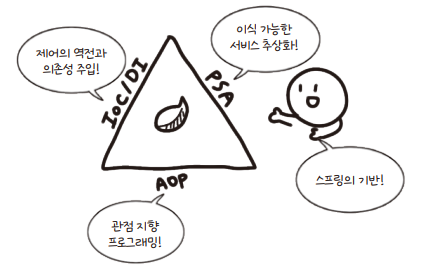 제어의 역전과
의존성 주입!
이식 가능한
서비스 추상화!
IoC/DI
PSA
AOP
스프링의 기반!
관점 지향
프로그래밍!